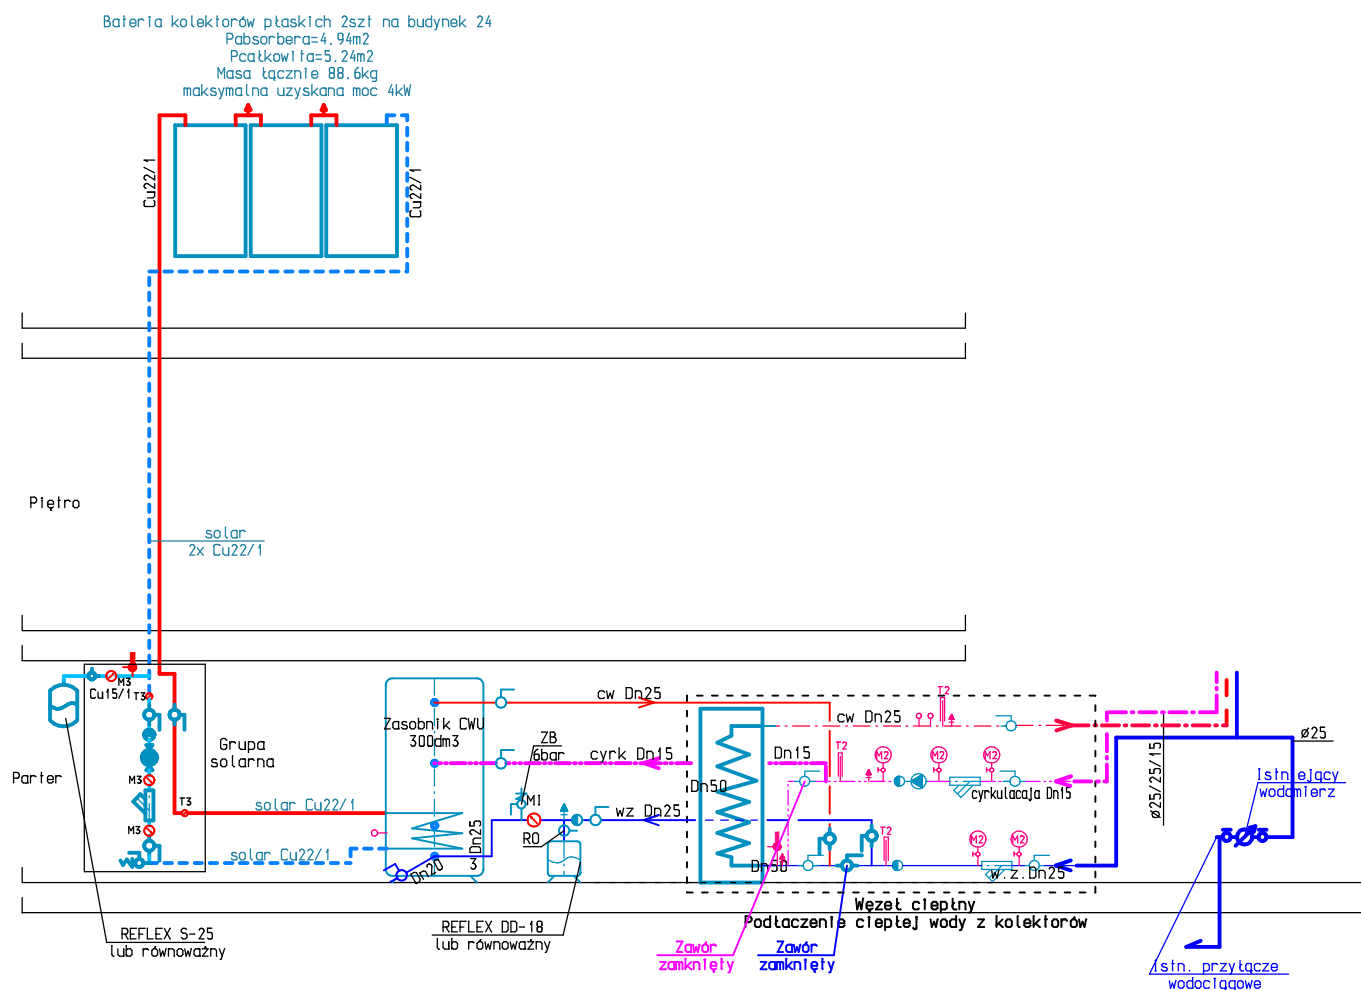 Bateria kolektorów płaskich 2szt na budynek 24
Pabsorbera=4.94m2
Pcałkowita=5.24m2
Masa łącznie 88.6kg
maksymalna uzyskana moc 4kW
Cu22/1
Cu22/1
Piętro
solar
2x Cu22/1
Parter
M3
Cu15/1
T3
M3
T3
M3
Grupa
solarna
solar Cu22/1
solar Cu22/1
REFLEX S-25
lub równoważny
Zasobnik CWU
300dm3
Dn25
3
Dn20
cw Dn25
cyrk Dn15
ZB
6bar
MI
RO
wz Dn25
REFLEX DD-18
lub równoważny
Dn50
Dn50
cw Dn25
T2
Dn15
T2
M2
M2
M2
cyrkulacaja Dn15
T2
M2
M2
w.z.Dn25
Węzeł cieplny
Podłaczenie ciepłej wody z kolektorów
Zawór
zamknięty
Zawór
zamknięty
ø25/25/15
ø25
Istniejący
wodomierz
istn. przyłącze
wodociągowe